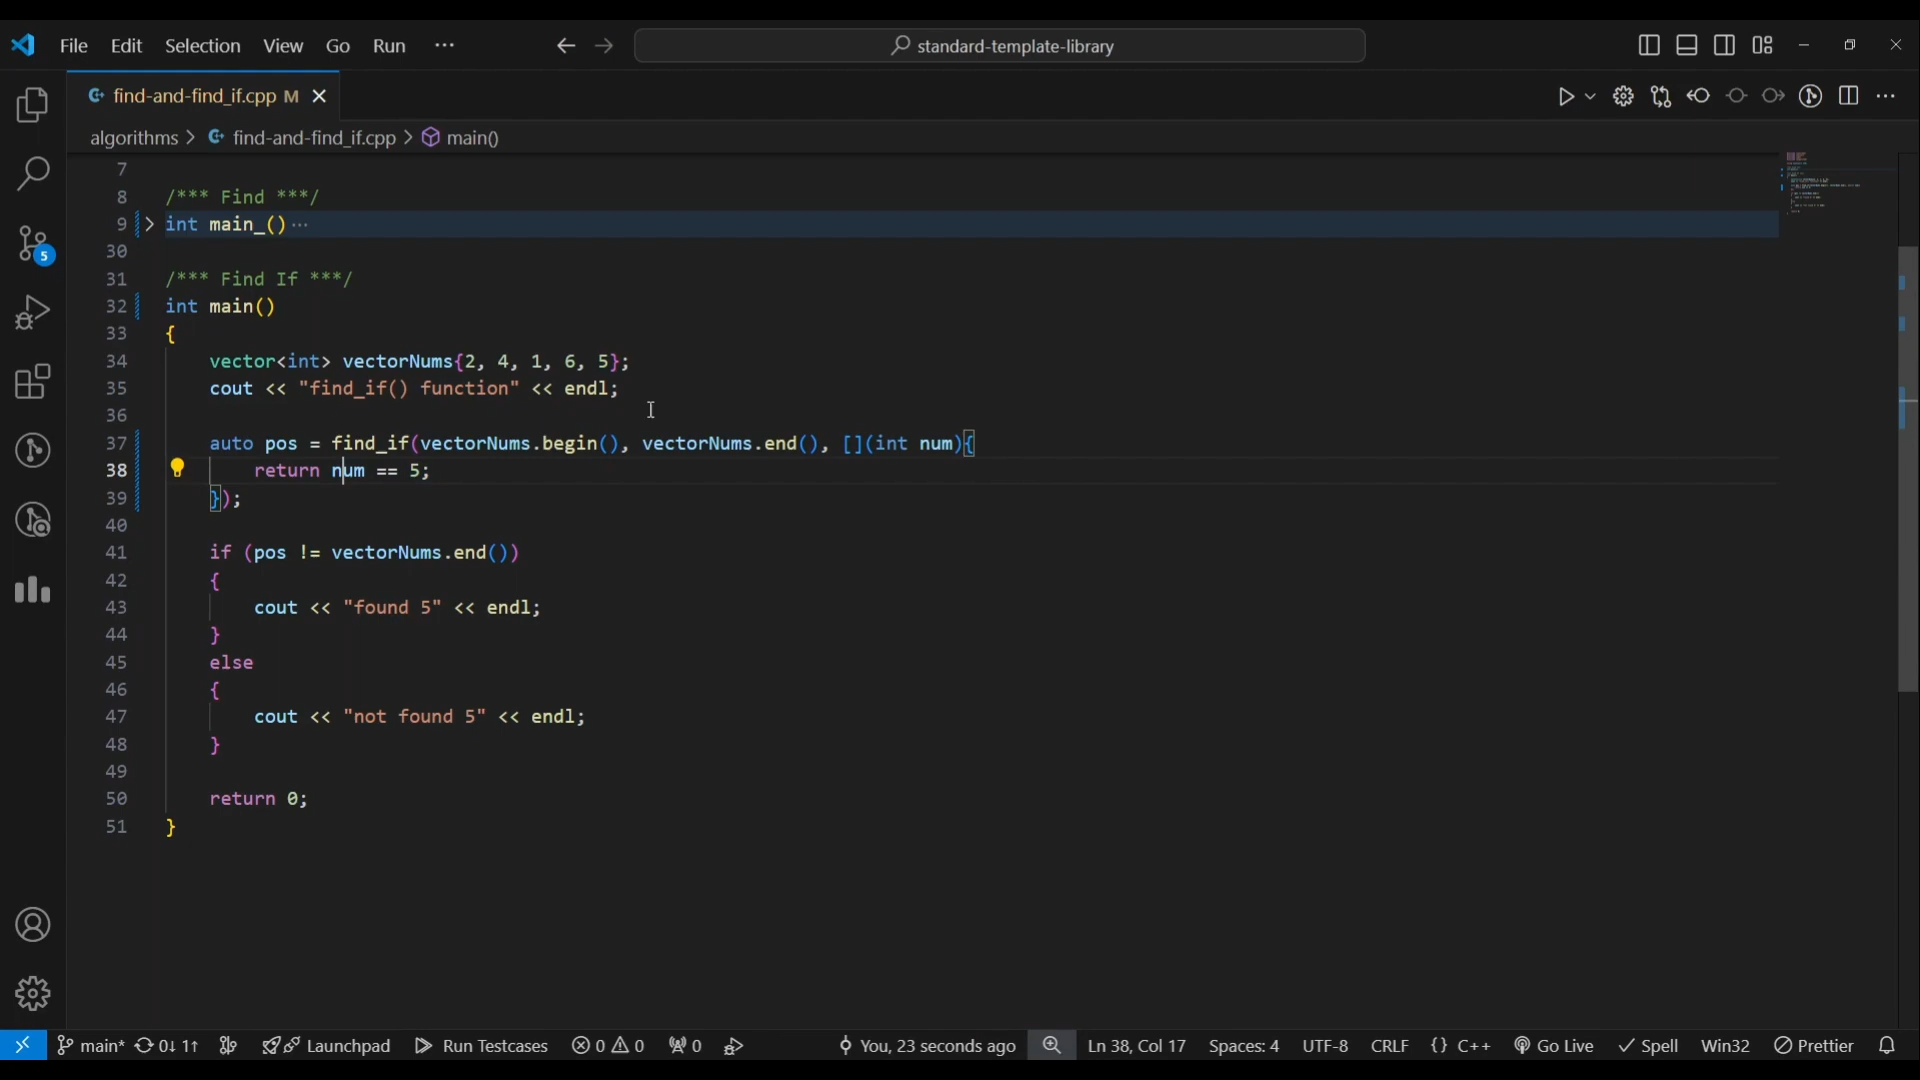 File Edit Selection View Go Run ...
standard-template-library
find-and-find_if.cpp M
algorithms > find-and-find_if.cpp > main()
7
8 /*** Find ***/
9 int main_() ...
30
31 /*** Find If ***/
32 int main()
33 {
34 vector<int> vectorNums{2, 4, 1, 6, 5};
35 cout << "find_if() function" << endl;
36
37 auto pos = find_if(vectorNums.begin(), vectorNums.end(), [](int num){
38 return num == 5;
39 });
40
41 if (pos != vectorNums.end())
42 {
43 cout << "found 5" << endl;
44 }
45 else
46 {
47 cout << "not found 5" << endl;
48 }
49
50 return 0;
51 }
5
main* 0↓ 1↑ Launchpad Run Testcases 0 0 0 You, 23 seconds ago Ln 38, Col 17 Spaces: 4 UTF-8 CRLF {} C++ Go Live Spell Win32 Prettier